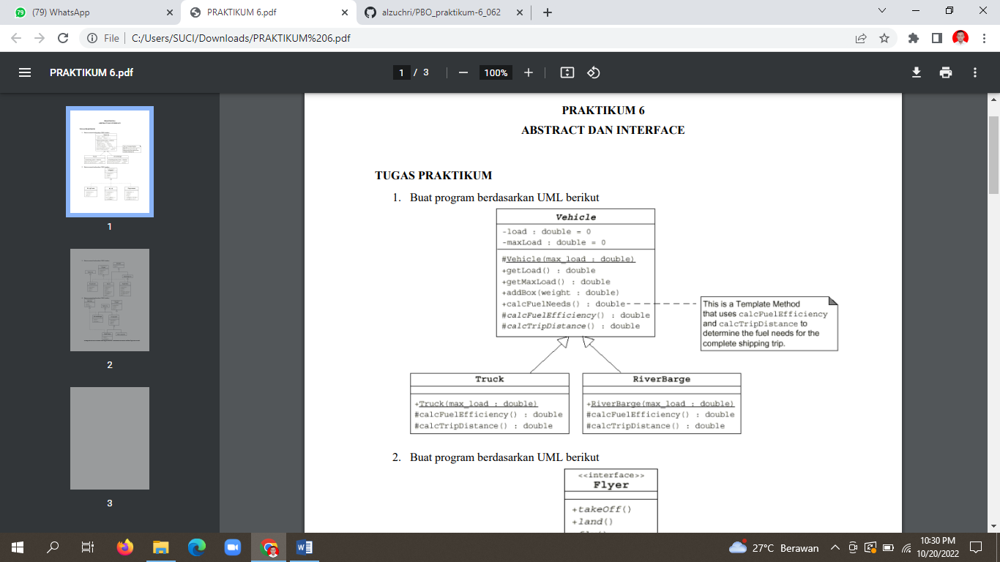 (79) WhatsApp
PRAKTIKUM 6.pdf
alzuchri/PBO_praktikum-6_062
File
C:/Users/SUCI/Downloads/PRAKTIKUM%206.pdf
PRAKTIKUM 6.pdf
1 / 3
100%
PRAKTIKUM 6
ABSTRACT DAN INTERFACE
TUGAS PRAKTIKUM
1. Buat program berdasarkan UML berikut
Vehicle
-load : double = 0
-maxLoad : double = 0
#Vehicle(max_load : double)
+getLoad() : double
+getMaxLoad() : double
+addBox(weight : double)
+calcFuelNeeds() : double
#calcFuelEfficiency() : double
#calcTripDistance() : double
This is a Template Method
that uses calcFuelEfficiency
and calcTripDistance to
determine the fuel needs for the
complete shipping trip.
Truck
+Truck(max_load : double)
#calcFuelEfficiency() : double
#calcTripDistance() : double
RiverBarge
+RiverBarge(max_load : double)
#calcFuelEfficiency() : double
#calcTripDistance() : double
2. Buat program berdasarkan UML berikut
<<interface>>
Flyer
+takeOff()
+land()
1
2
3
27°C Berawan
10:30 PM
10/20/2022